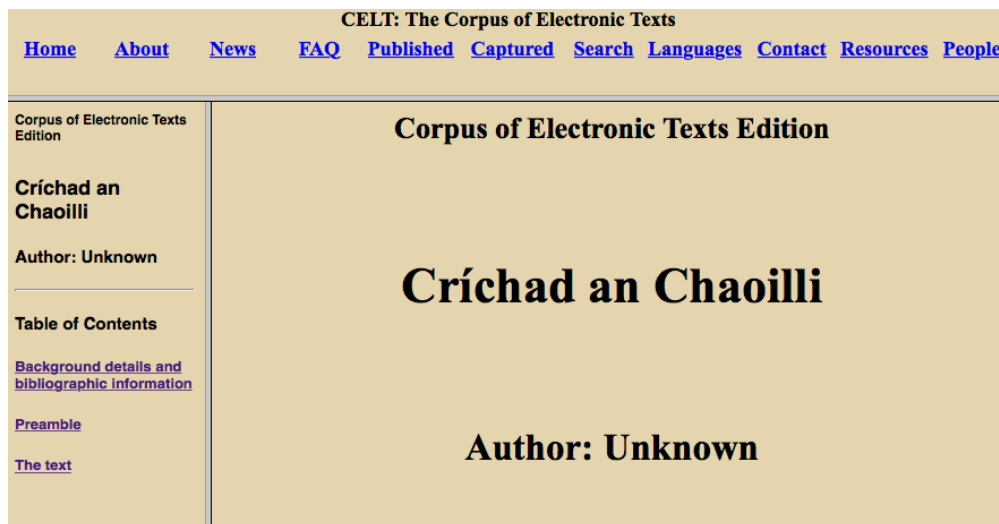 CELT: The Corpus of Electronic Texts
Home About News FAQ Published Captured Search Languages Contact Resources People
Corpus of Electronic Texts
Edition
Críchad an
Chaoilli
Author: Unknown
Table of Contents
Background details and
bibliographic information
Preamble
The text
Corpus of Electronic Texts Edition
Críchad an Chaoilli
Author: Unknown